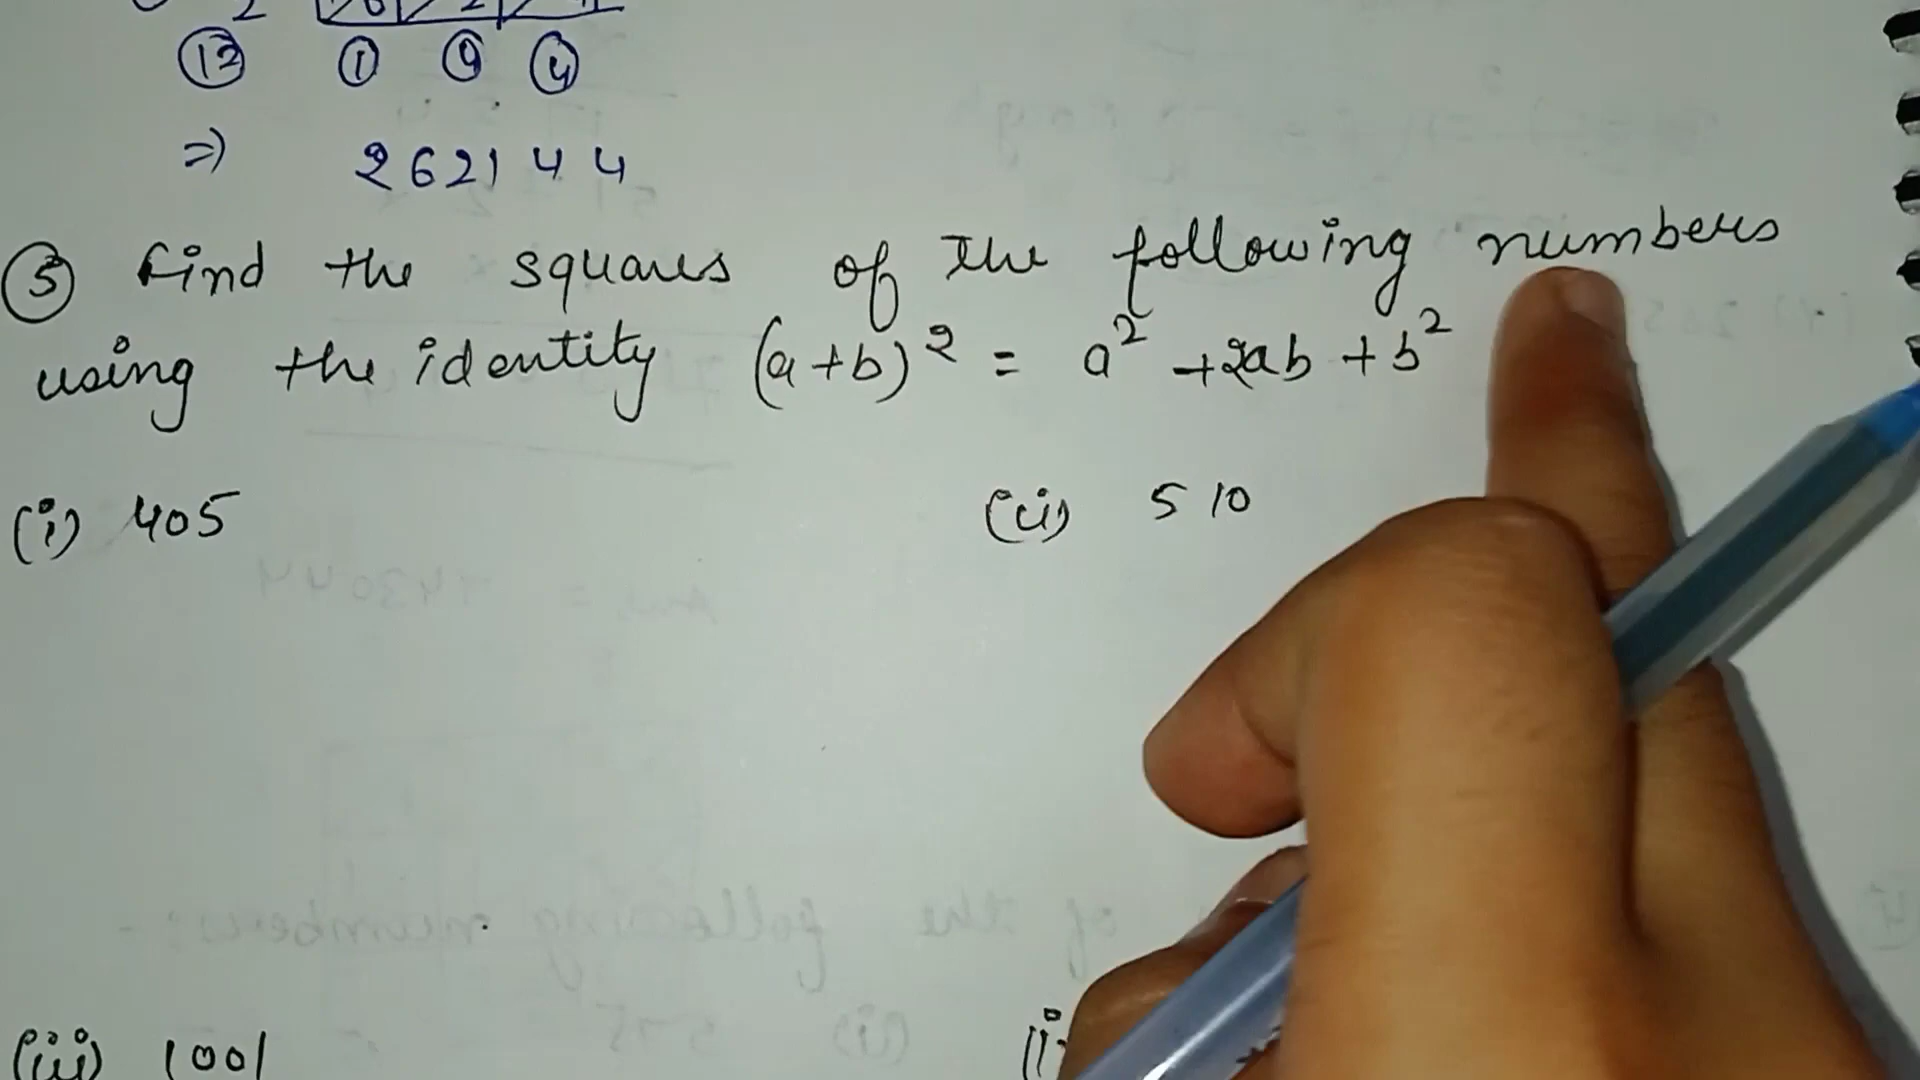 12 1 9 4
=) 262144
5 Find the squares of the following numbers
using the identity (a+b)² = a² +2ab +b²
(i) 405 (ii) 510
(iii) 1001